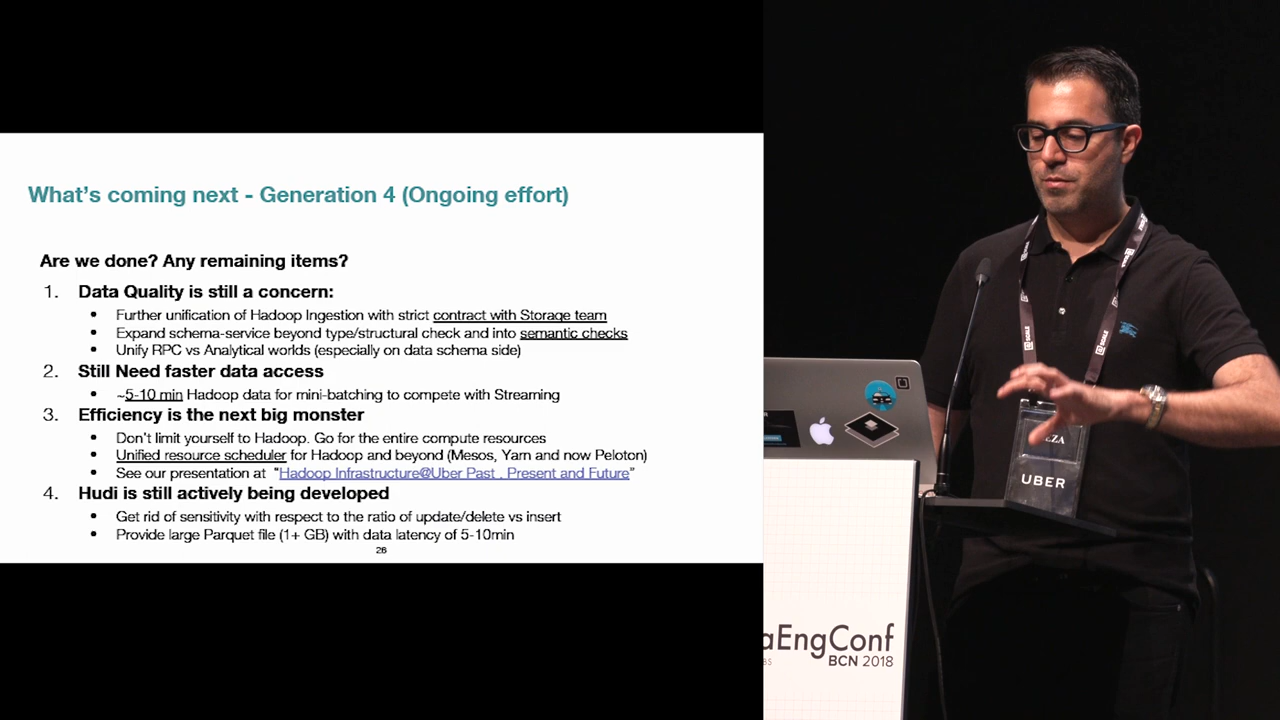 What's coming next - Generation 4 (Ongoing effort)
Are we done? Any remaining items?
1. Data Quality is still a concern:
• Further unification of Hadoop Ingestion with strict contract with Storage team
• Expand schema-service beyond type/structural check and into semantic checks
• Unify RPC vs Analytical worlds (especially on data schema side)
2. Still Need faster data access
• ~5-10 min Hadoop data for mini-batching to compete with Streaming
3. Efficiency is the next big monster
• Don't limit yourself to Hadoop. Go for the entire compute resources
• Unified resource scheduler for Hadoop and beyond (Mesos, Yarn and now Peloton)
• See our presentation at "Hadoop Infrastructure@Uber Past , Present and Future"
4. Hudi is still actively being developed
• Get rid of sensitivity with respect to the ratio of update/delete vs insert
• Provide large Parquet file (1+ GB) with data latency of 5-10min
26
UBER
aEngConf
BCN 2018